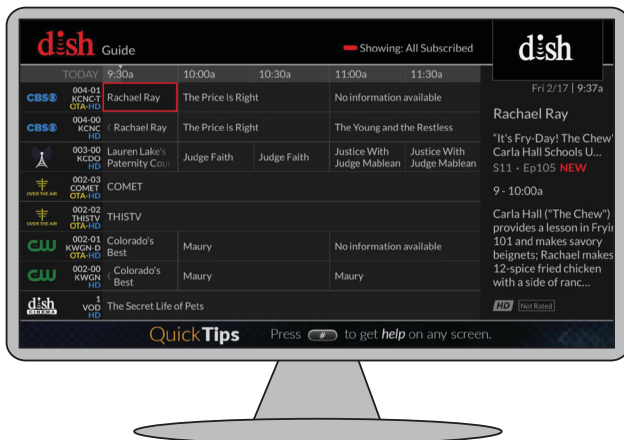 dish Guide
Showing: All Subscribed
dish
TODAY 9:30a 10:00a 10:30a 11:00a 11:30a
Fri 2/17 | 9:37a
CBS 004-01 KCNC-T OTA-HD Rachael Ray The Price Is Right No information available
CBS 004-00 KCNC HD ( Rachael Ray The Price Is Right The Young and the Restless
003-00 KCDO HD Lauren Lake's Paternity Cour Judge Faith Judge Faith Justice With Judge Mablean Justice With Judge Mablean
OVER THE AIR 002-03 COMET OTA-HD COMET
OVER THE AIR 002-02 THISTV OTA-HD THISTV
CW 002-01 KWGN-D OTA-HD Colorado's Best Maury No information available
CW 002-00 KWGN HD ( Colorado's Best Maury Maury
dish CINEMA 1 VOD HD The Secret Life of Pets
Rachael Ray
"It's Fry-Day! The Chew'
Carla Hall Schools U...
S11 • Ep105 NEW
9 - 10:00a
Carla Hall ("The Chew")
provides a lesson in Fryin
101 and makes savory
beignets; Rachael makes
12-spice fried chicken
with a side of ranc...
HD Not Rated
QuickTips Press # to get help on any screen.